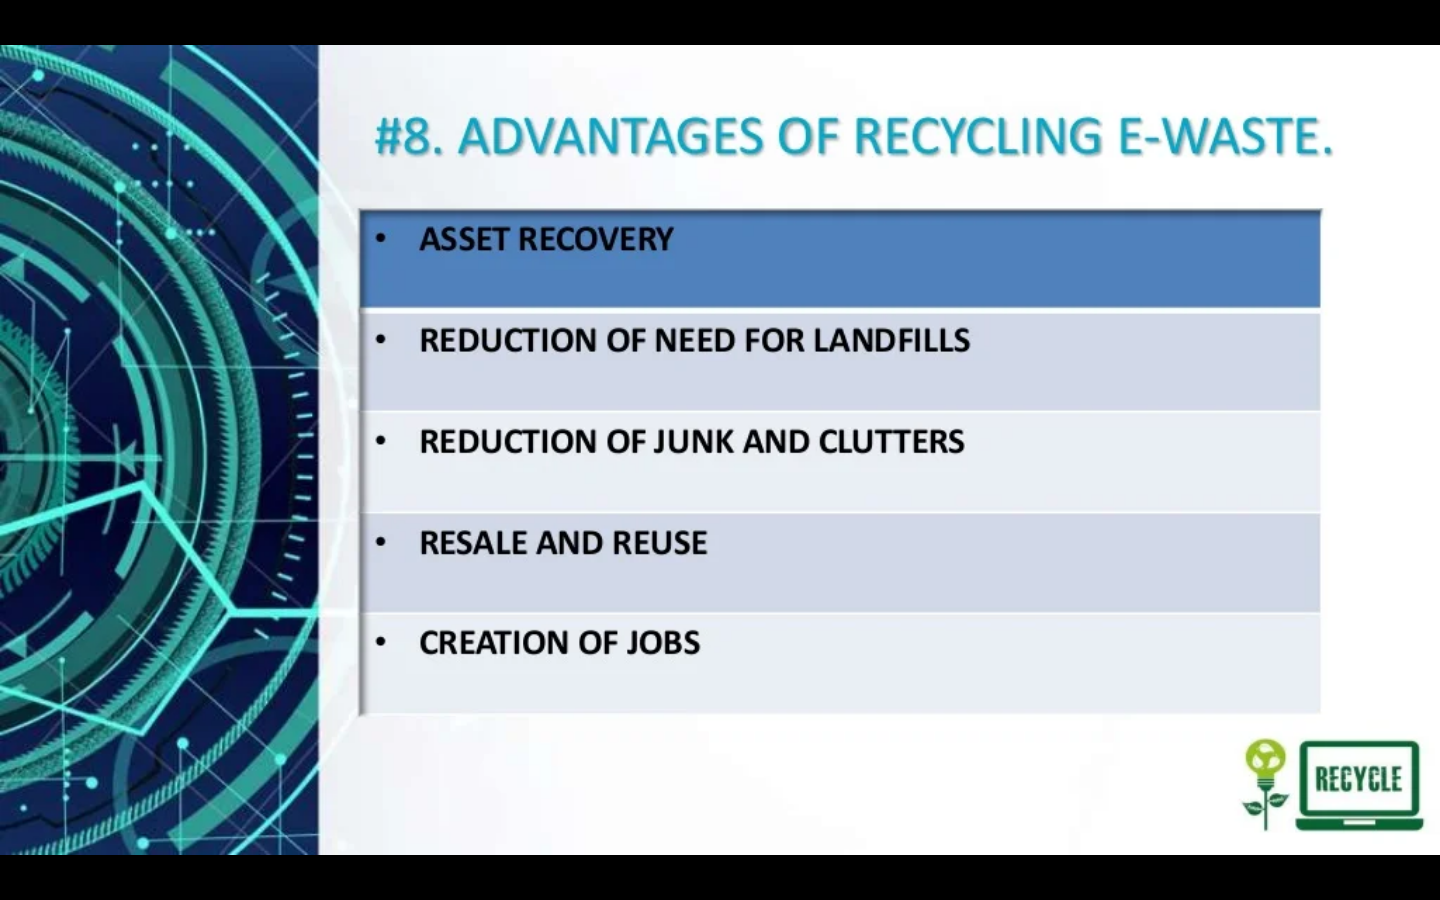 #8. ADVANTAGES OF RECYCLING E-WASTE.
• ASSET RECOVERY
• REDUCTION OF NEED FOR LANDFILLS
• REDUCTION OF JUNK AND CLUTTERS
• RESALE AND REUSE
• CREATION OF JOBS
RECYCLE